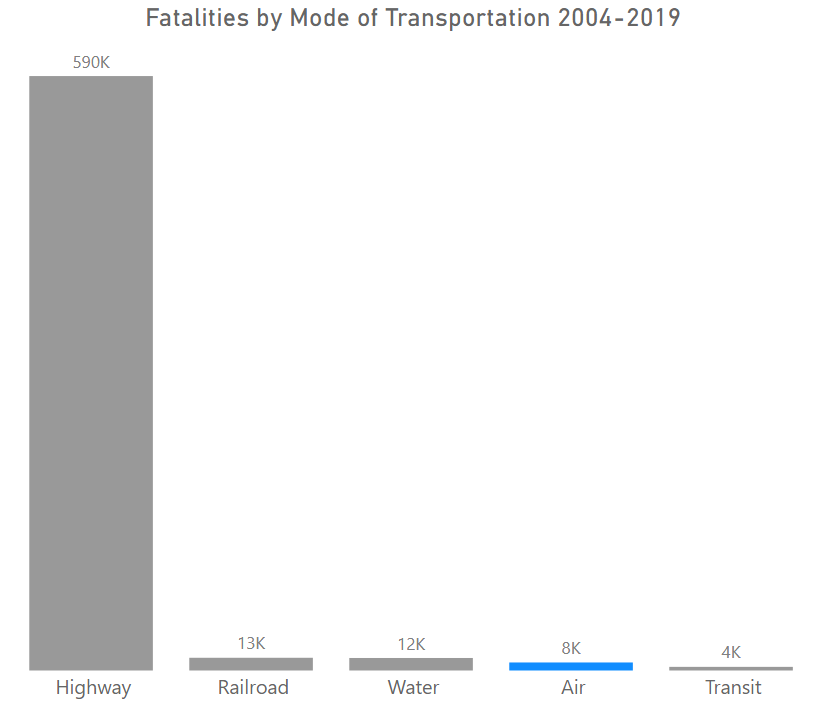 Fatalities by Mode of Transportation 2004-2019
590K
13K
12K
8K
4K
Highway
Railroad
Water
Air
Transit